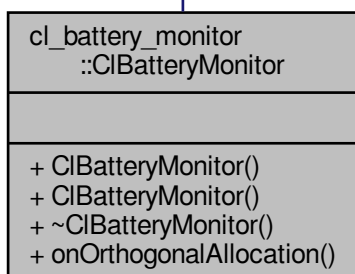 cl_battery_monitor
::ClBatteryMonitor
+ ClBatteryMonitor()
+ ClBatteryMonitor()
+ ~ClBatteryMonitor()
+ onOrthogonalAllocation()